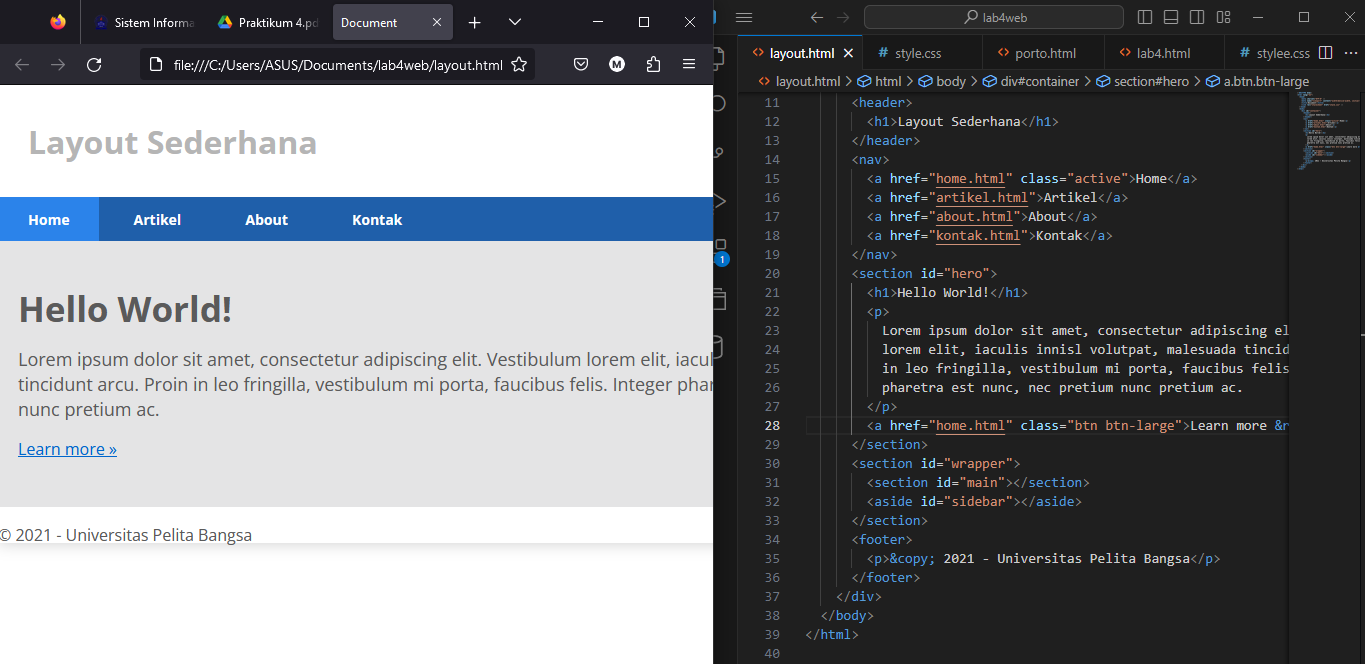 Sistem Informa
Praktikum 4.pd
Document
file:///C:/Users/ASUS/Documents/lab4web/layout.html
M
Layout Sederhana
Home
Artikel
About
Kontak
Hello World!
Lorem ipsum dolor sit amet, consectetur adipiscing elit. Vestibulum lorem elit, iacul
tincidunt arcu. Proin in leo fringilla, vestibulum mi porta, faucibus felis. Integer phar
nunc pretium ac.
Learn more »
© 2021 - Universitas Pelita Bangsa
lab4web
layout.html
# style.css
porto.html
lab4.html
# stylee.css
layout.html > html > body > div#container > section#hero > a.btn.btn-large
1
11 <header>
12 <h1>Layout Sederhana</h1>
13 </header>
14 <nav>
15 <a href="home.html" class="active">Home</a>
16 <a href="artikel.html">Artikel</a>
17 <a href="about.html">About</a>
18 <a href="kontak.html">Kontak</a>
19 </nav>
20 <section id="hero">
21 <h1>Hello World!</h1>
22 <p>
23 Lorem ipsum dolor sit amet, consectetur adipiscing el
24 lorem elit, iaculis innisl volutpat, malesuada tincid
25 in leo fringilla, vestibulum mi porta, faucibus felis
26 pharetra est nunc, nec pretium nunc pretium ac.
27 </p>
28 <a href="home.html" class="btn btn-large">Learn more &r
29 </section>
30 <section id="wrapper">
31 <section id="main"></section>
32 <aside id="sidebar"></aside>
33 </section>
34 <footer>
35 <p>&copy; 2021 - Universitas Pelita Bangsa</p>
36 </footer>
37 </div>
38 </body>
39 </html>
40